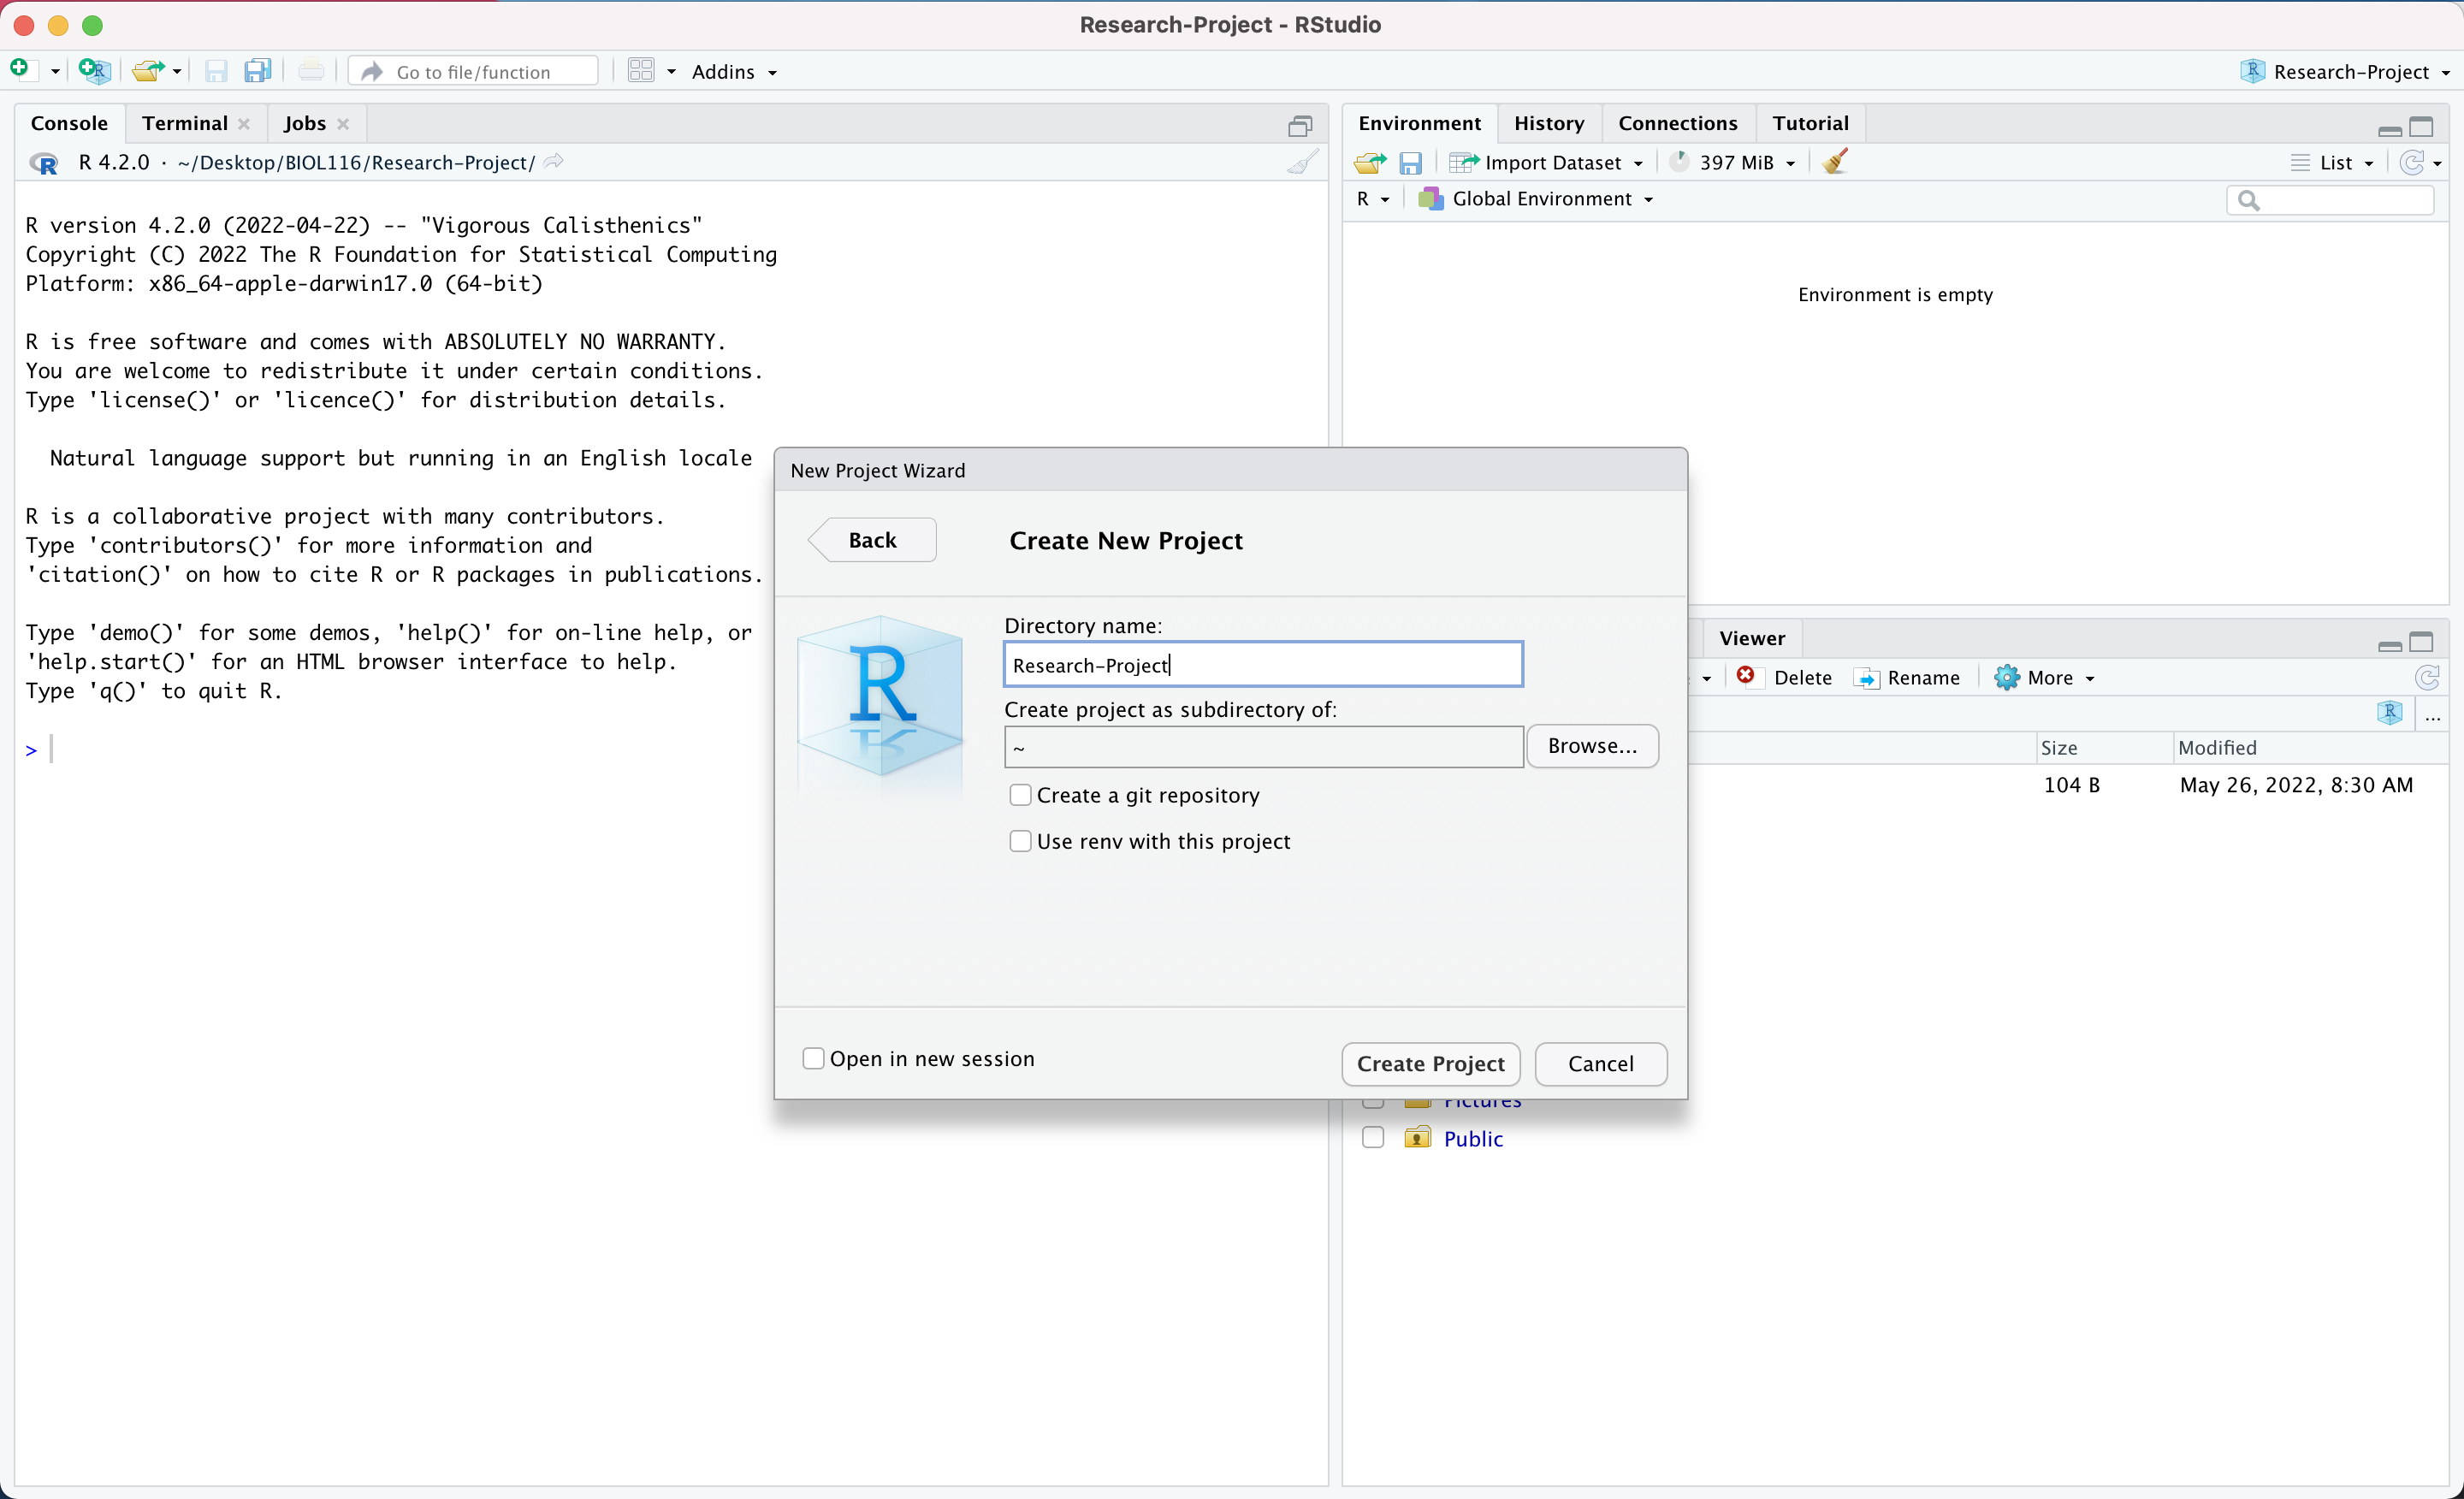 Research-Project - RStudio
Go to file/function
Addins
Research-Project
Console
Terminal
Jobs
R 4.2.0 · ~/Desktop/BIOL116/Research-Project/
R version 4.2.0 (2022-04-22) -- "Vigorous Calisthenics"
Copyright (C) 2022 The R Foundation for Statistical Computing
Platform: x86_64-apple-darwin17.0 (64-bit)
R is free software and comes with ABSOLUTELY NO WARRANTY.
You are welcome to redistribute it under certain conditions.
Type 'license()' or 'licence()' for distribution details.
Natural language support but running in an English locale
R is a collaborative project with many contributors.
Type 'contributors()' for more information and
'citation()' on how to cite R or R packages in publications.
Type 'demo()' for some demos, 'help()' for on-line help, or
'help.start()' for an HTML browser interface to help.
Type 'q()' to quit R.
>
Environment
History
Connections
Tutorial
Import Dataset
397 MiB
List
R
Global Environment
Environment is empty
New Project Wizard
Back
Create New Project
R
Directory name:
Research-Project
Create project as subdirectory of:
~
Browse...
Create a git repository
Use renv with this project
Open in new session
Create Project
Cancel
Viewer
Delete
Rename
More
...
Size
Modified
104 B
May 26, 2022, 8:30 AM
Pictures
Public